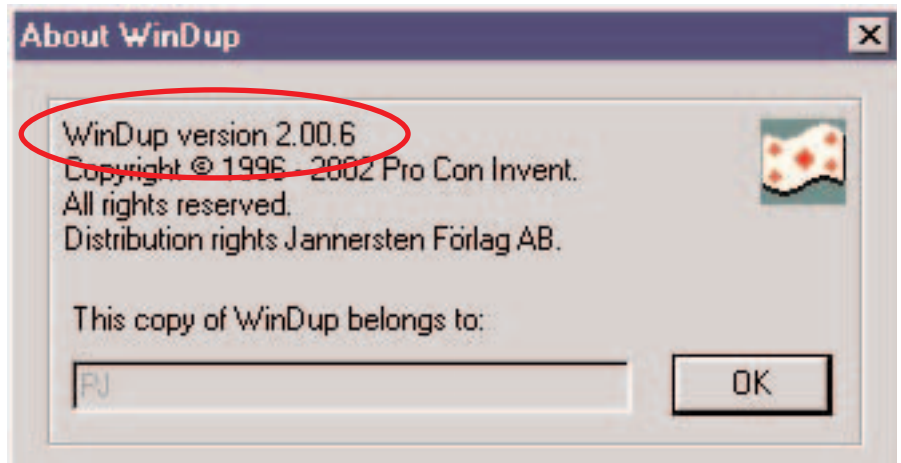 About WinDup
WinDup version 2.00.6
Copyright © 1996 - 2002 Pro Con Invent.
All rights reserved.
Distribution rights Jannersten Förlag AB.
This copy of WinDup belongs to:
PJ
OK